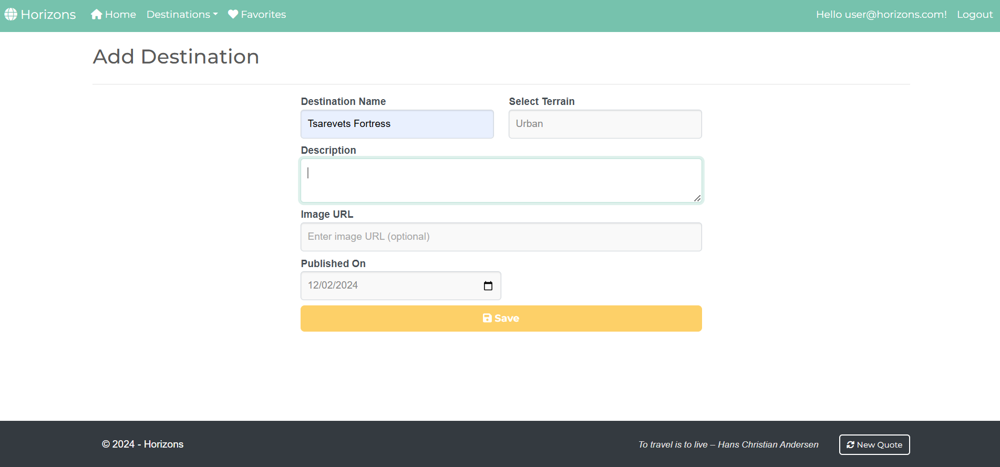 Horizons Home Destinations Favorites Hello user@horizons.com! Logout
Add Destination
Destination Name Select Terrain
Tsarevets Fortress Urban
Description
Image URL
Enter image URL (optional)
Published On
12/02/2024
Save
© 2024 - Horizons To travel is to live – Hans Christian Andersen New Quote